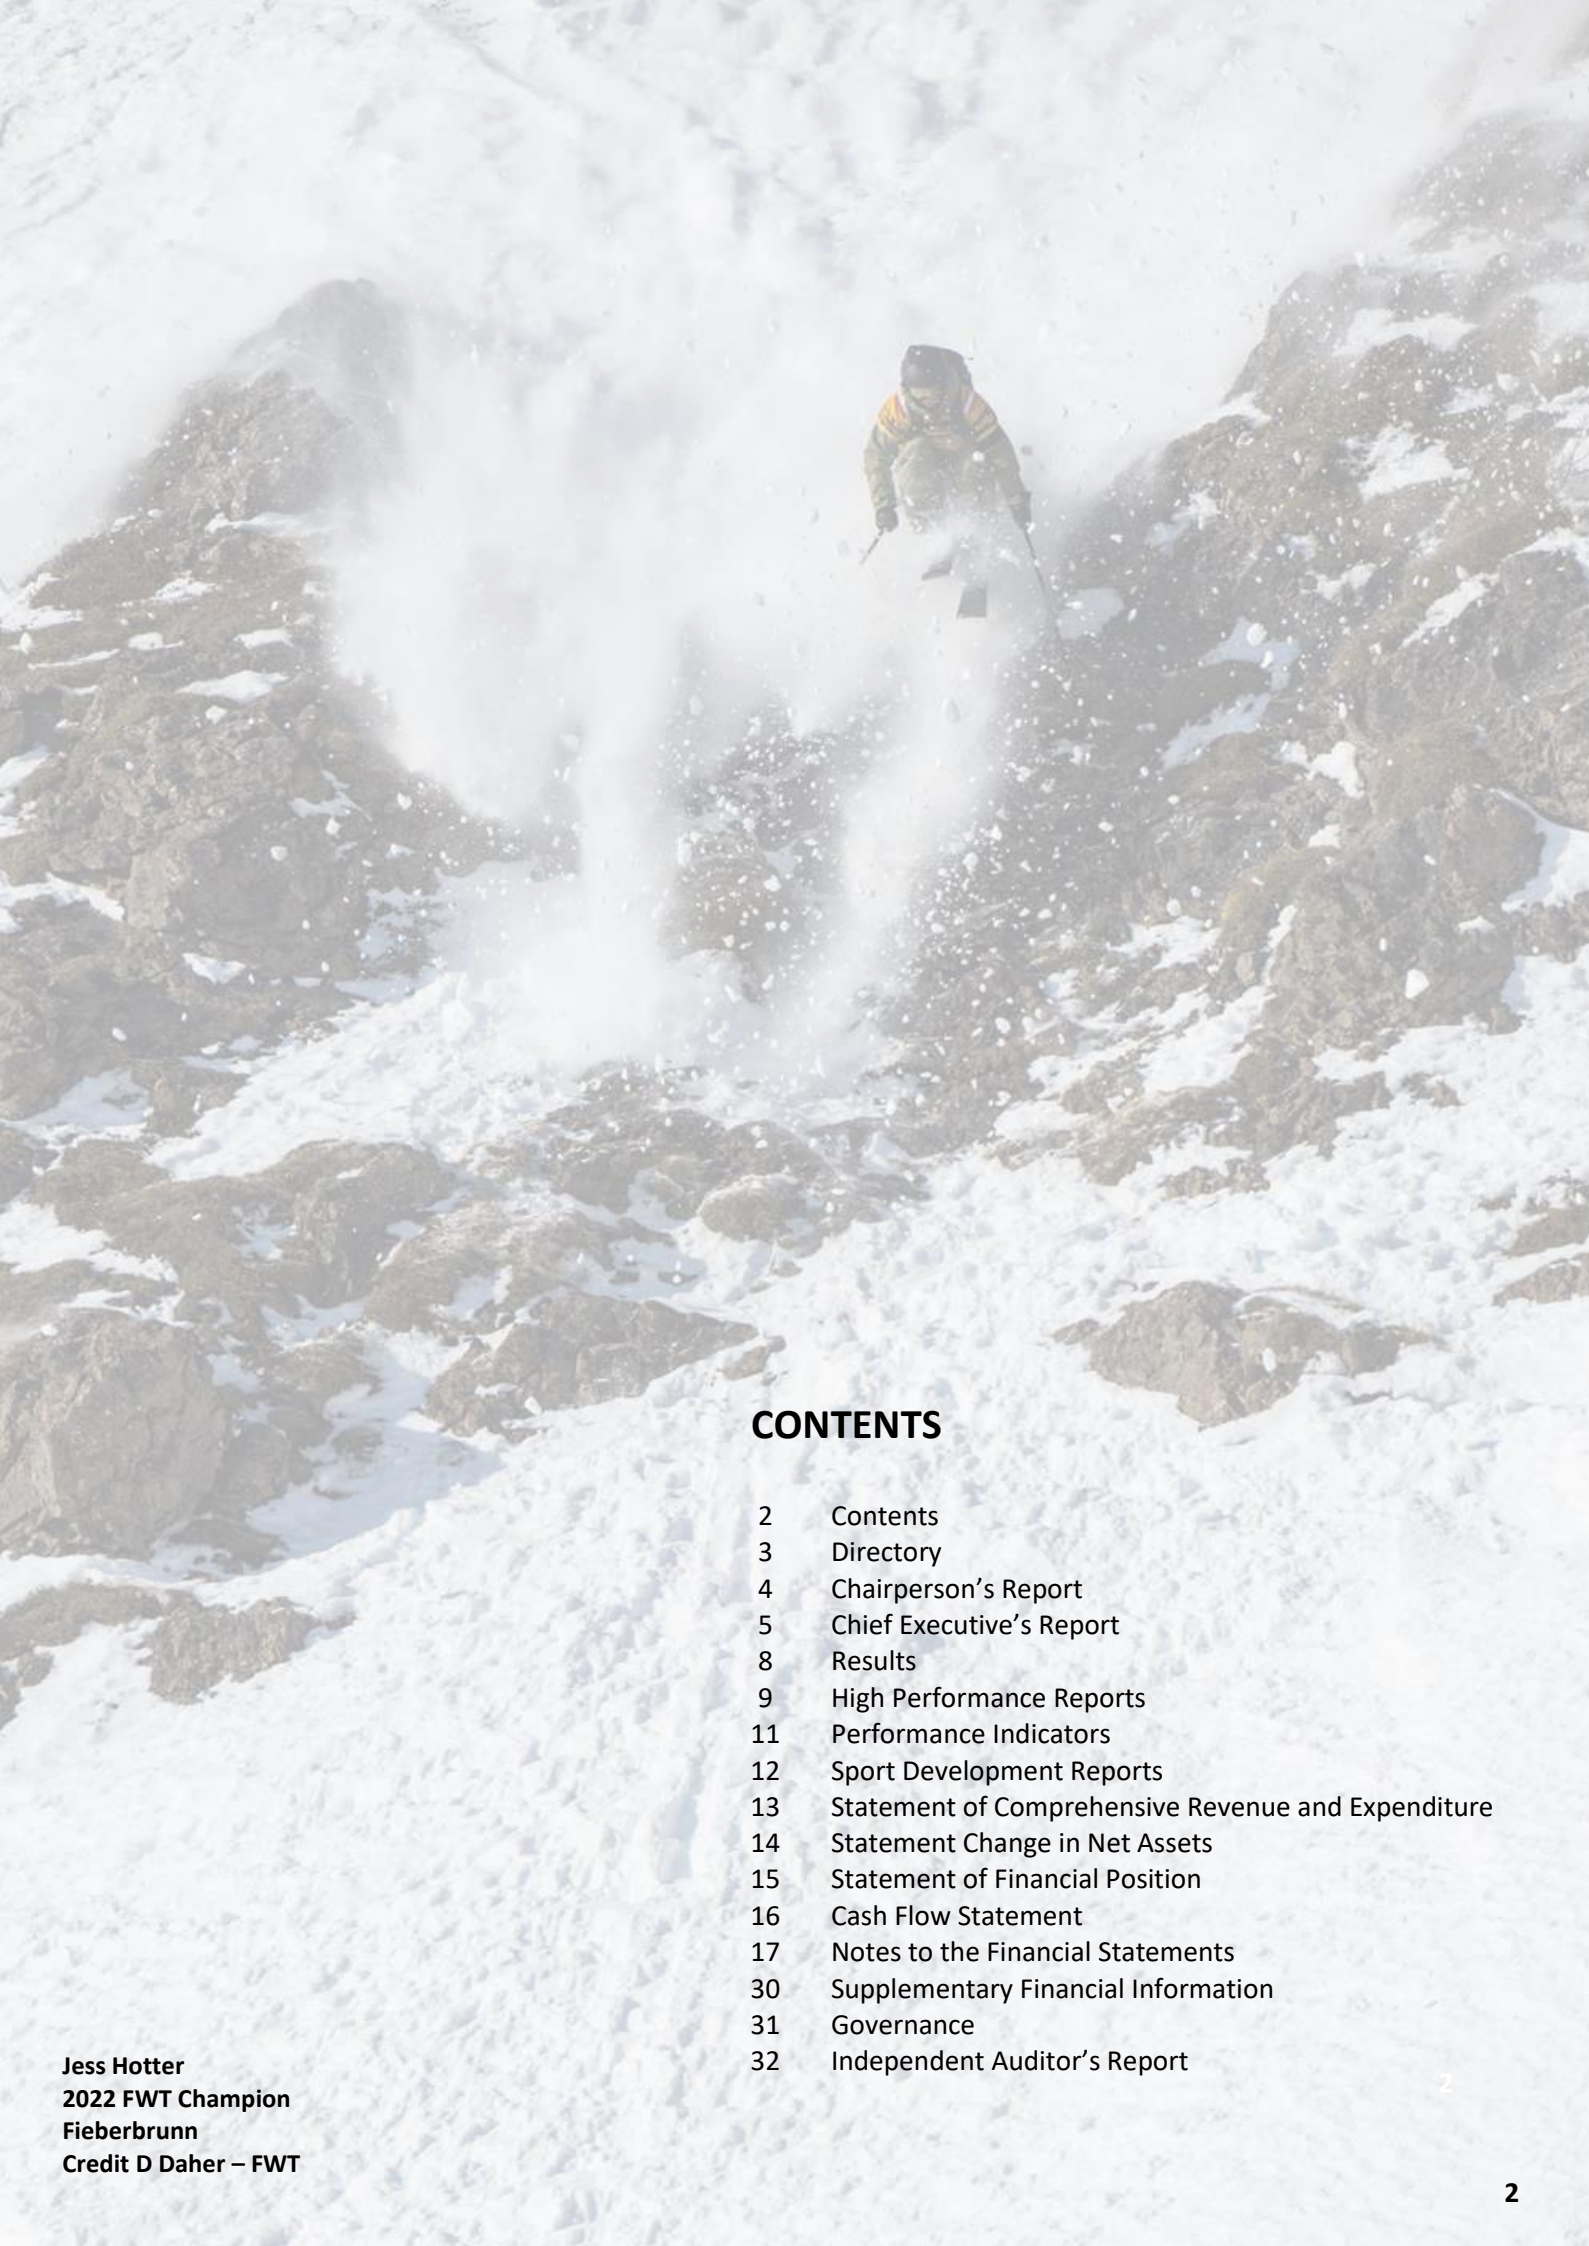 CONTENTS
2 Contents
3 Directory
4 Chairperson’s Report
5 Chief Executive’s Report
8 Results
9 High Performance Reports
11 Performance Indicators
12 Sport Development Reports
13 Statement of Comprehensive Revenue and Expenditure
14 Statement Change in Net Assets
15 Statement of Financial Position
16 Cash Flow Statement
17 Notes to the Financial Statements
30 Supplementary Financial Information
31 Governance
32 Independent Auditor’s Report
2
Jess Hotter
2022 FWT Champion
Fieberbrunn
Credit D Daher – FWT
2